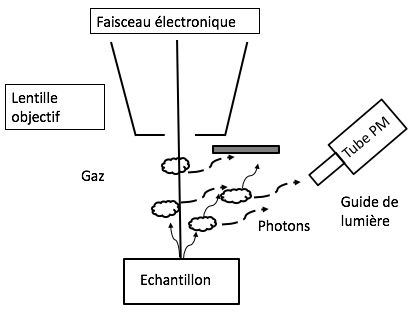 Faisceau électronique
Lentille
objectif
Tube PM
Gaz
Guide de
lumière
Photons
Echantillon